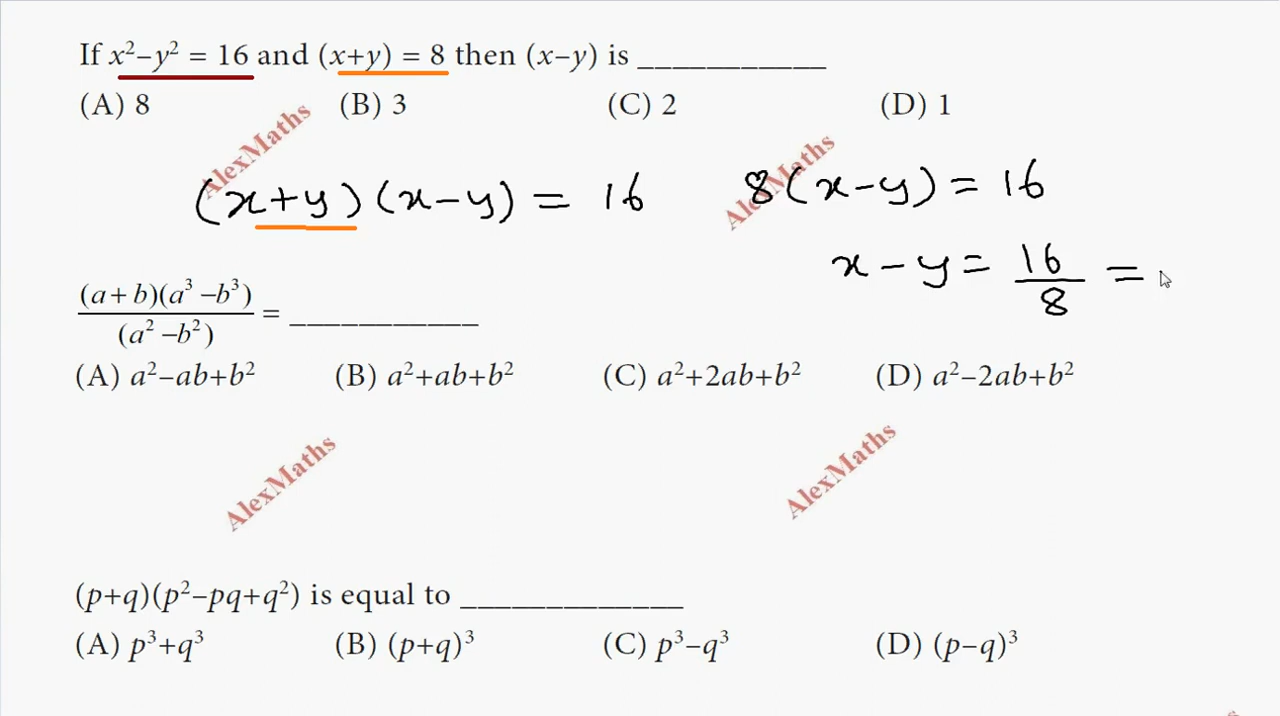 If x²–y² = 16 and (x+y) = 8 then (x–y) is ___________
(A) 8 (B) 3 (C) 2 (D) 1
AlexMaths AlexMaths
(x+y)(x-y) = 16 8(x-y) = 16
x-y = 16/8 =
(a+b)(a³–b³)/(a²–b²) = ___________
(A) a²–ab+b² (B) a²+ab+b² (C) a²+2ab+b² (D) a²–2ab+b²
AlexMaths AlexMaths
(p+q)(p²–pq+q²) is equal to _____________
(A) p³+q³ (B) (p+q)³ (C) p³–q³ (D) (p–q)³